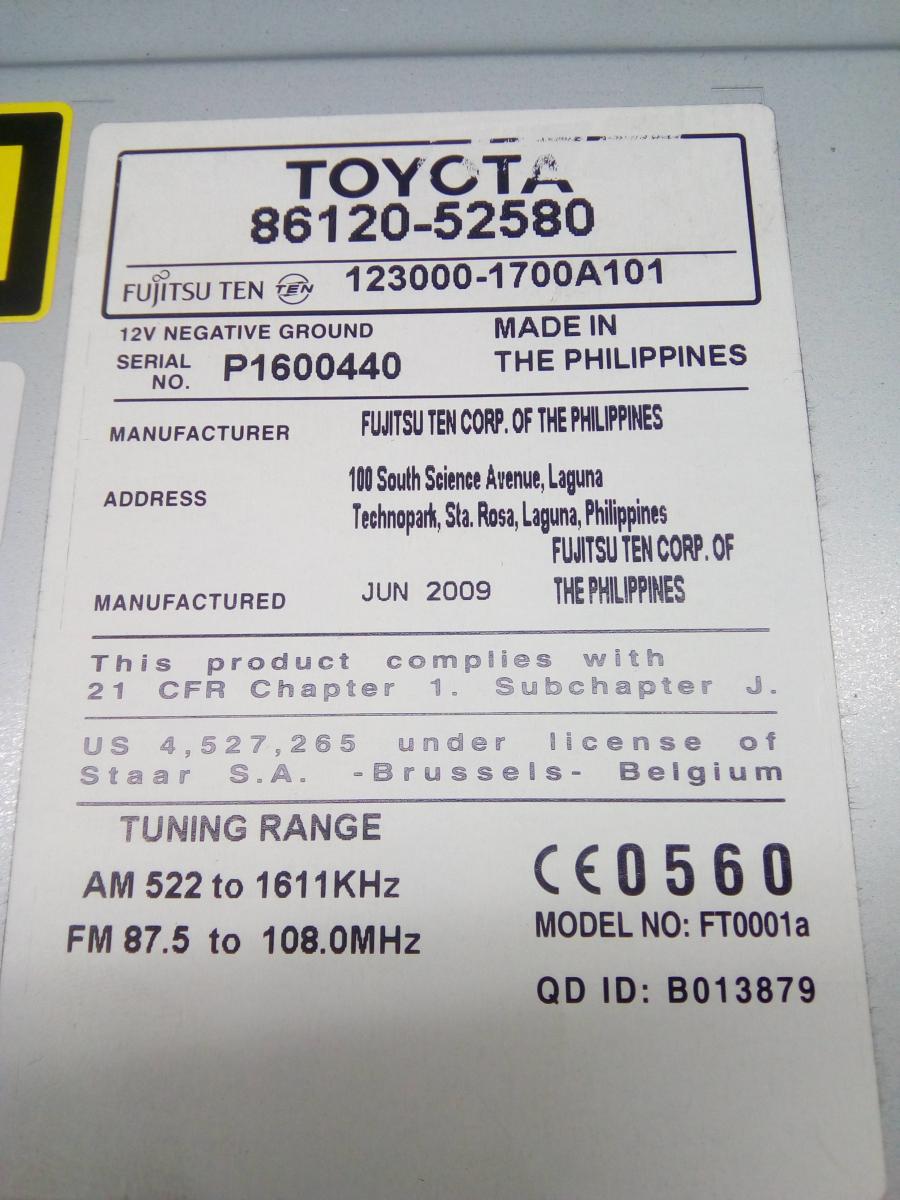 TOYOTA
86120-52580
FUJITSU TEN TEN 123000-1700A101
12V NEGATIVE GROUND
MADE IN
THE PHILIPPINES
SERIAL
NO. P1600440
MANUFACTURER FUJITSU TEN CORP. OF THE PHILIPPINES
ADDRESS 100 South Science Avenue, Laguna
Technopark, Sta. Rosa, Laguna, Philippines
FUJITSU TEN CORP. OF
THE PHILIPPINES
MANUFACTURED JUN 2009
This product complies with
21 CFR Chapter 1. Subchapter J.
US 4,527,265 under license of
Staar S.A. -Brussels- Belgium
TUNING RANGE
AM 522 to 1611KHz
FM 87.5 to 108.0MHz
CE0560
MODEL NO: FT0001a
QD ID: B013879